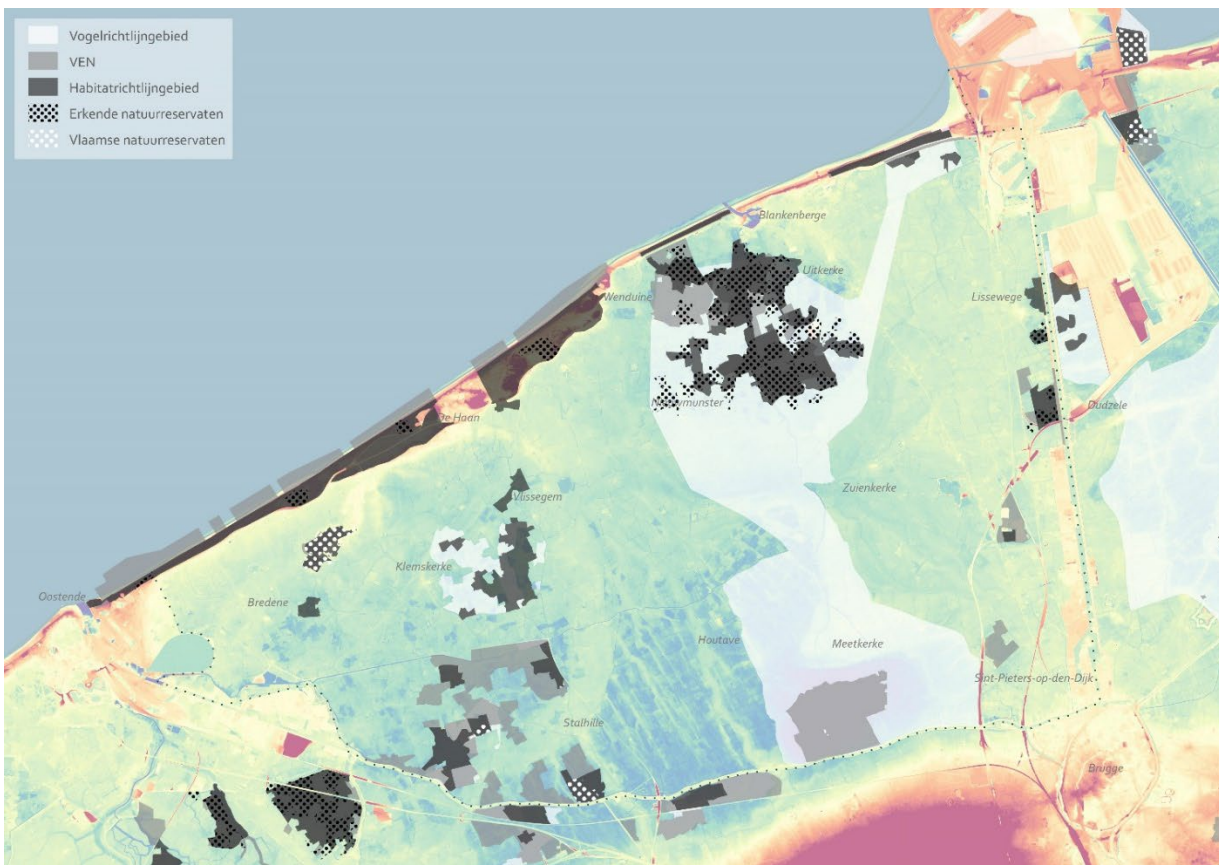 Vogelrichtlijngebied
VEN
Habitatrichtlijngebied
Erkende natuurreservaten
Vlaamse natuurreservaten
Blankenberge
Uitkerke
Wenduine
Lissewege
Nieuwmunster
Dudzele
De Haan
Zuienkerke
Vlissegem
Klemskerke
Oostende
Bredene
Houtave
Meetkerke
Sint-Pieters-op-den-Dijk
Stalhille
Brugge